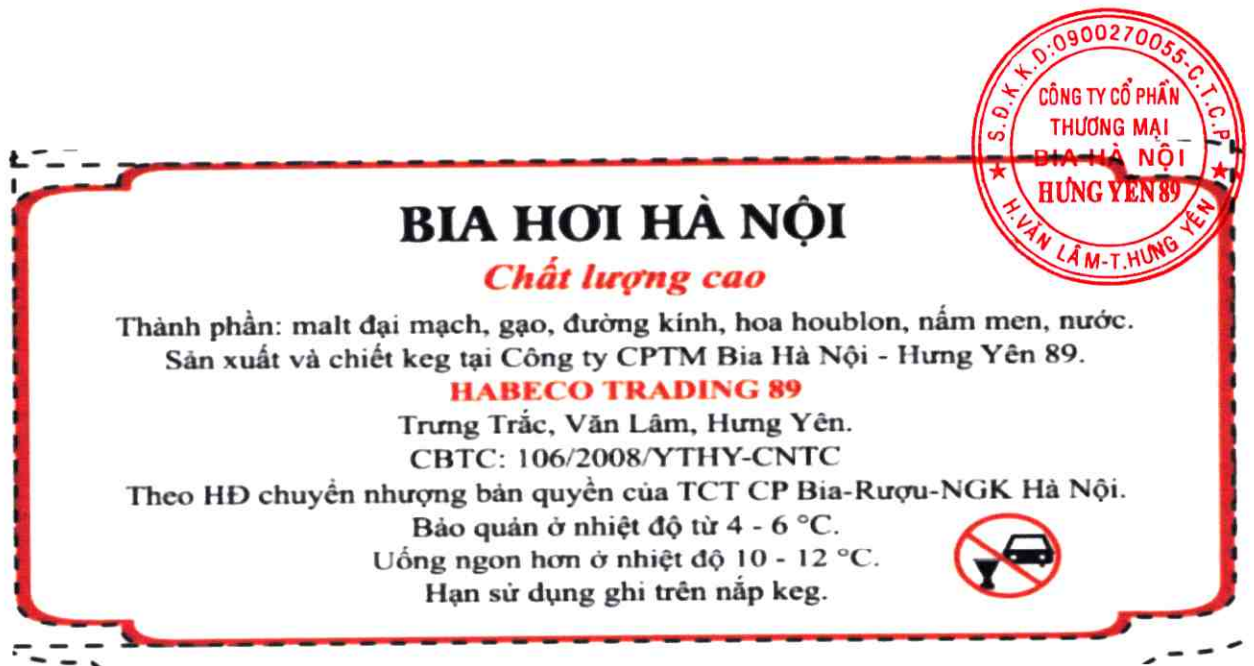 S.Đ.K.K.D:0900270055-C.T.C.P
CÔNG TY CỔ PHẦN
THƯƠNG MẠI
BIA HÀ NỘI
HƯNG YÊN 89
H.VĂN LÂM-T.HƯNG YÊN
BIA HƠI HÀ NỘI
Chất lượng cao
Thành phần: malt đại mạch, gạo, đường kính, hoa houblon, nấm men, nước.
Sản xuất và chiết keg tại Công ty CPTM Bia Hà Nội - Hưng Yên 89.
HABECO TRADING 89
Trưng Trắc, Văn Lâm, Hưng Yên.
CBTC: 106/2008/YTHY-CNTC
Theo HĐ chuyển nhượng bản quyền của TCT CP Bia-Rượu-NGK Hà Nội.
Bảo quản ở nhiệt độ từ 4 - 6 °C.
Uống ngon hơn ở nhiệt độ 10 - 12 °C.
Hạn sử dụng ghi trên nắp keg.